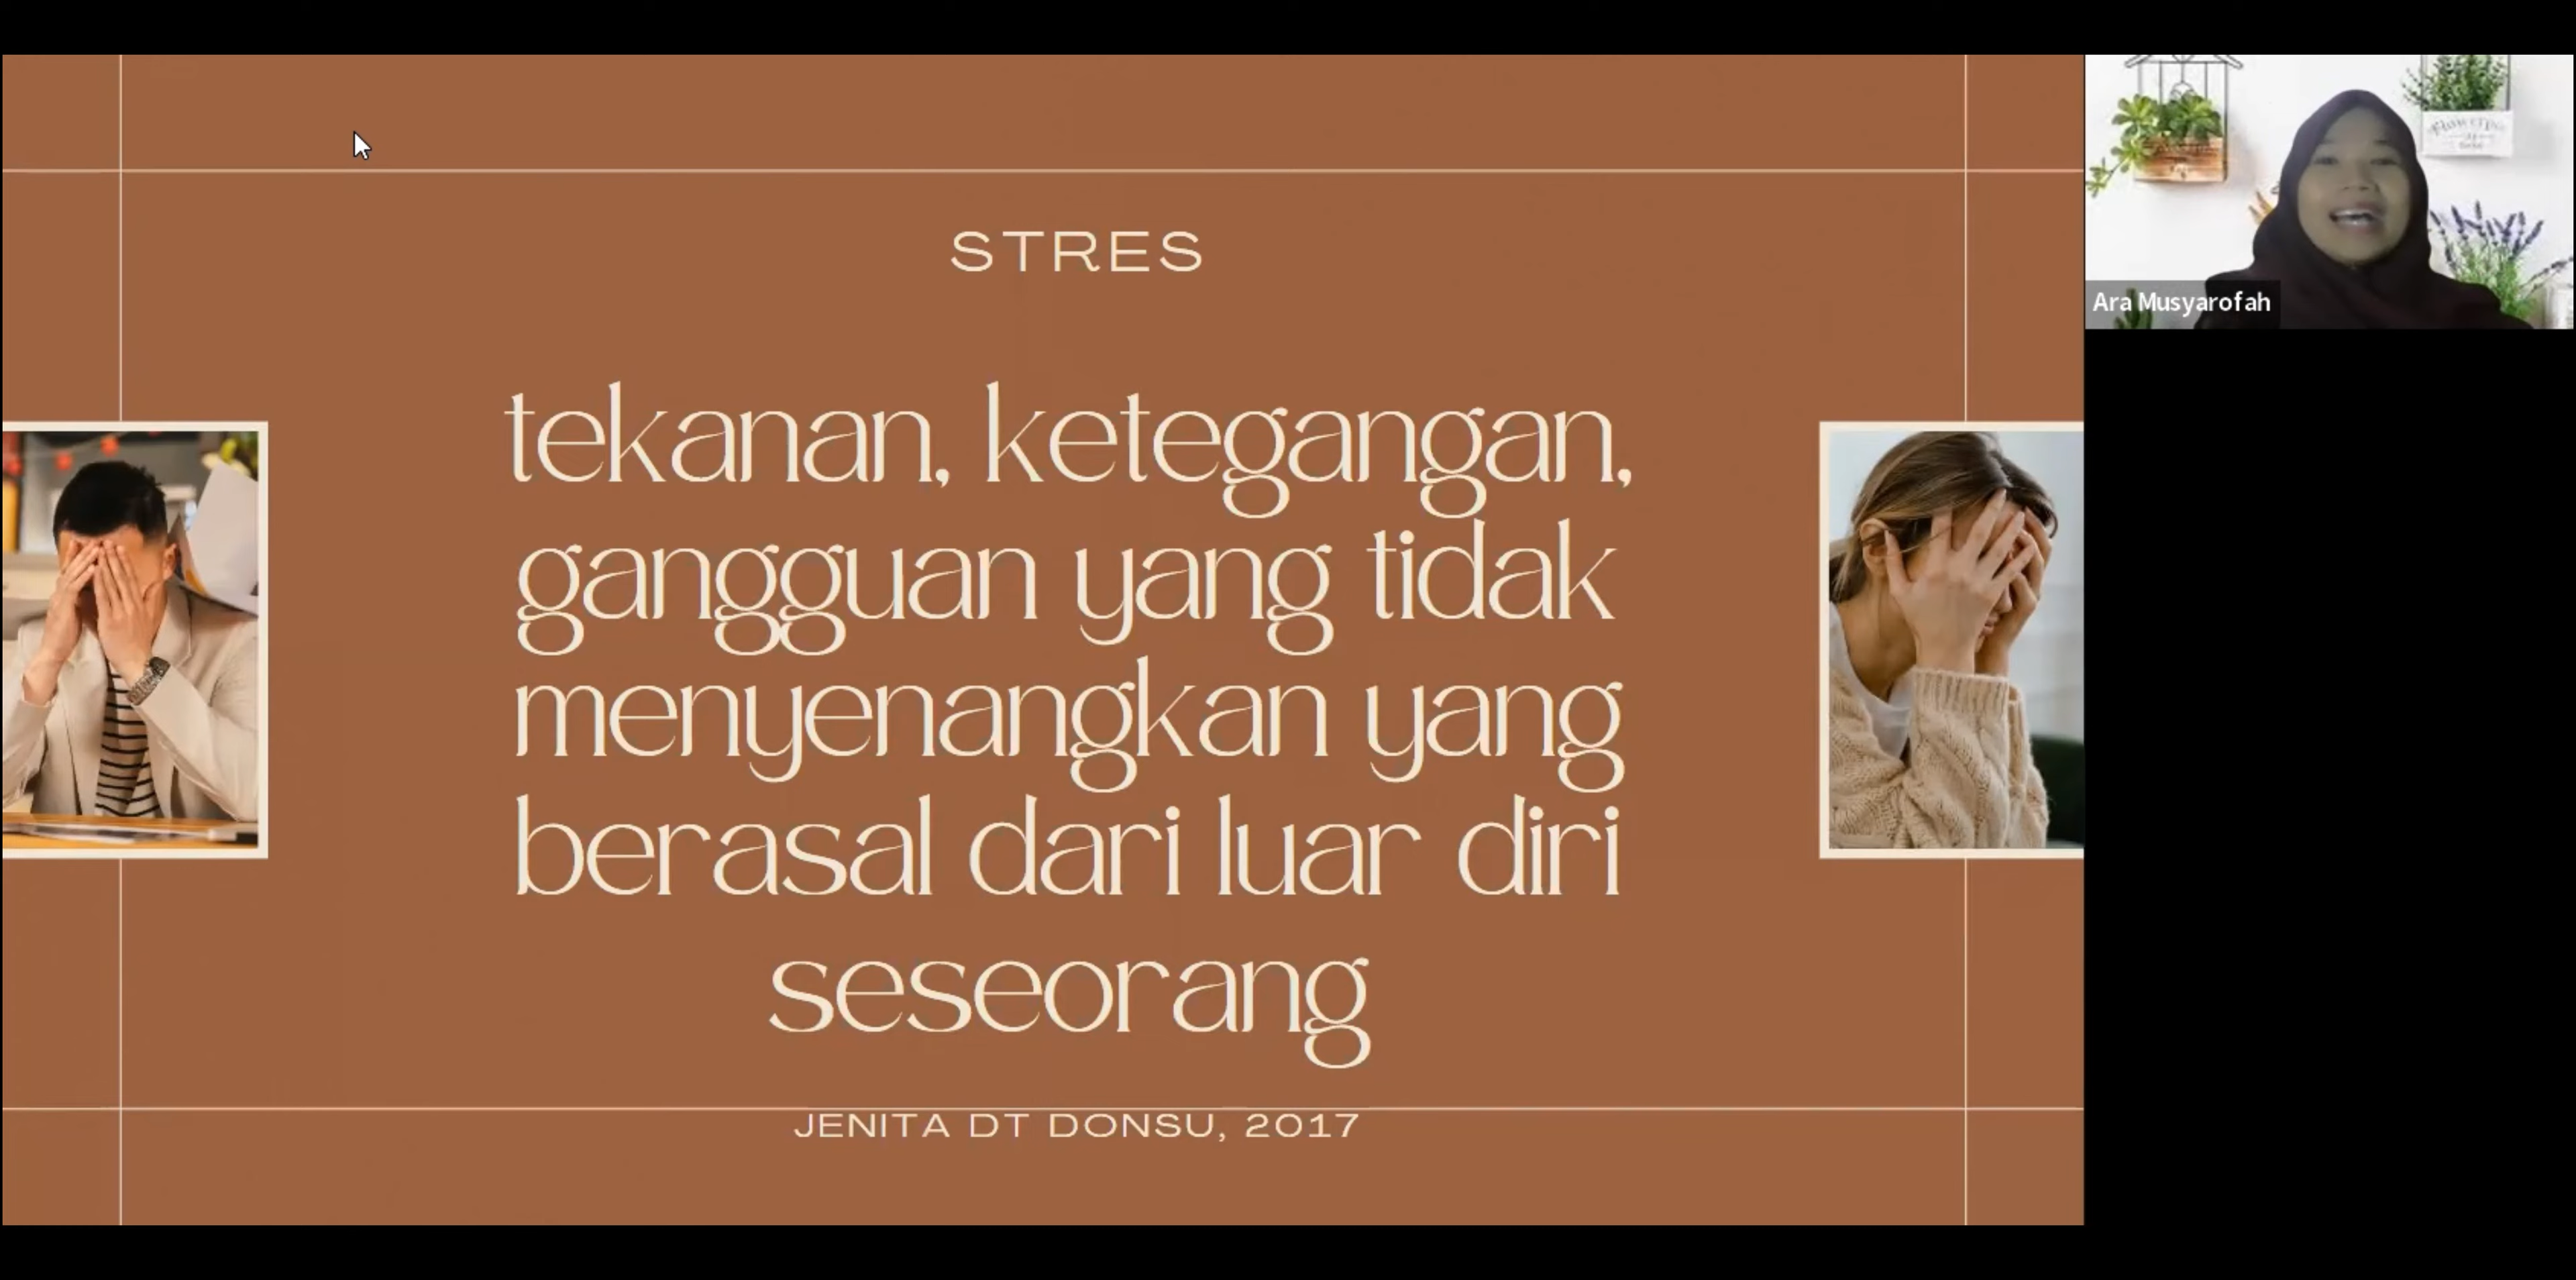 STRES
tekanan, ketegangan,
gangguan yang tidak
menyenangkan yang
berasal dari luar diri
seseorang
JENITA DT DONSU, 2017
Ara Musyarofah